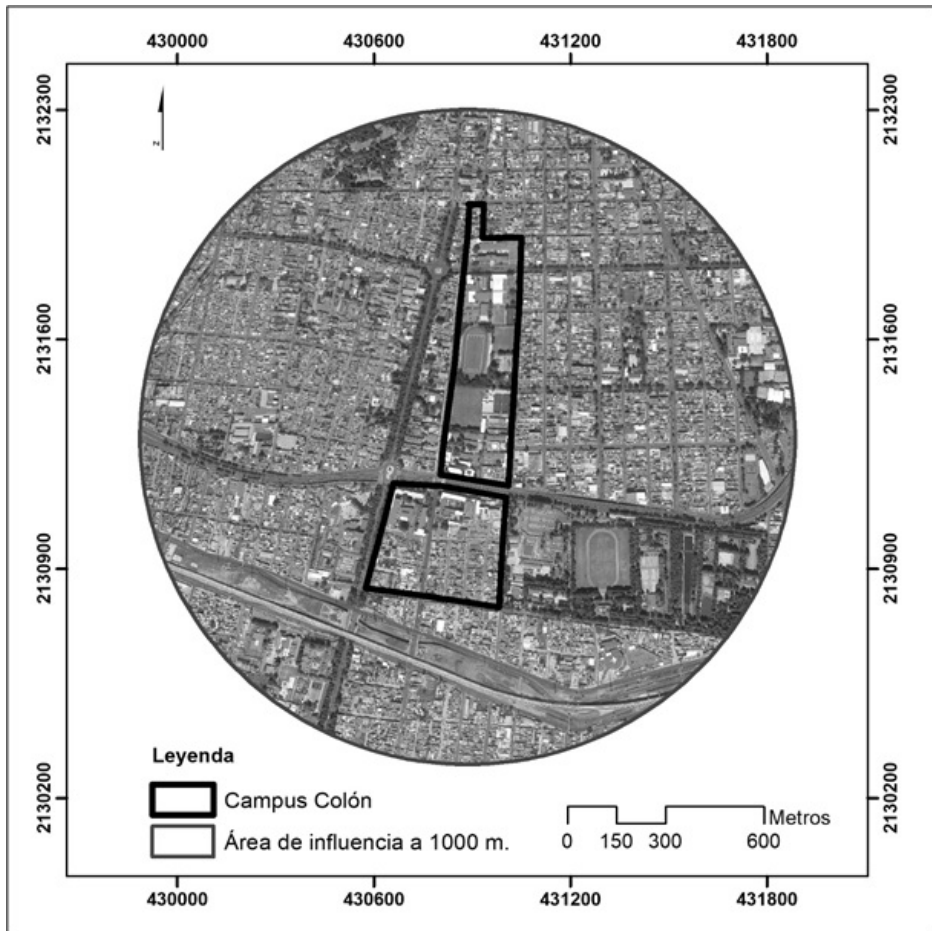 430000 430600 431200 431800
2132300 2132300
N
2131600 2131600
2130900 2130900
2130200 2130200
Leyenda
Campus Colón
Área de influencia a 1000 m.
Metros
0 150 300 600
430000 430600 431200 431800